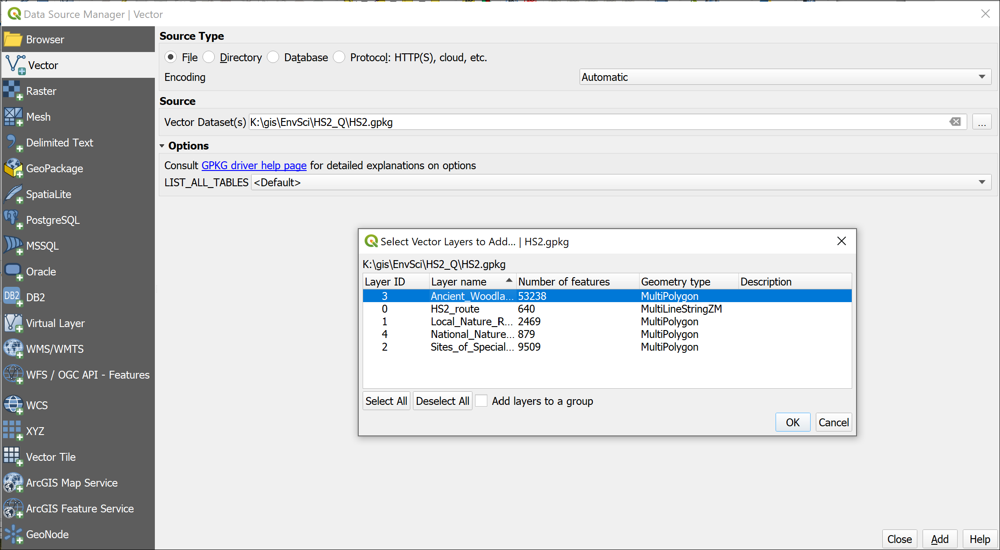 Data Source Manager | Vector
Browser
Vector
Raster
Mesh
Delimited Text
GeoPackage
SpatiaLite
PostgreSQL
MSSQL
Oracle
DB2 DB2
Virtual Layer
WMS/WMTS
WFS / OGC API - Features
WCS
XYZ
Vector Tile
ArcGIS Map Service
ArcGIS Feature Service
GeoNode
Source Type
File Directory Database Protocol: HTTP(S), cloud, etc.
Encoding Automatic
Source
Vector Dataset(s) K:\gis\EnvSci\HS2_Q\HS2.gpkg ...
Options
Consult GPKG driver help page for detailed explanations on options
LIST_ALL_TABLES <Default>
Select Vector Layers to Add... | HS2.gpkg
K:\gis\EnvSci\HS2_Q\HS2.gpkg
Layer ID Layer name Number of features Geometry type Description
3 Ancient_Woodla... 53238 MultiPolygon
0 HS2_route 640 MultiLineStringZM
1 Local_Nature_R... 2469 MultiPolygon
4 National_Nature... 879 MultiPolygon
2 Sites_of_Special... 9509 MultiPolygon
Select All Deselect All Add layers to a group
OK Cancel
Close Add Help